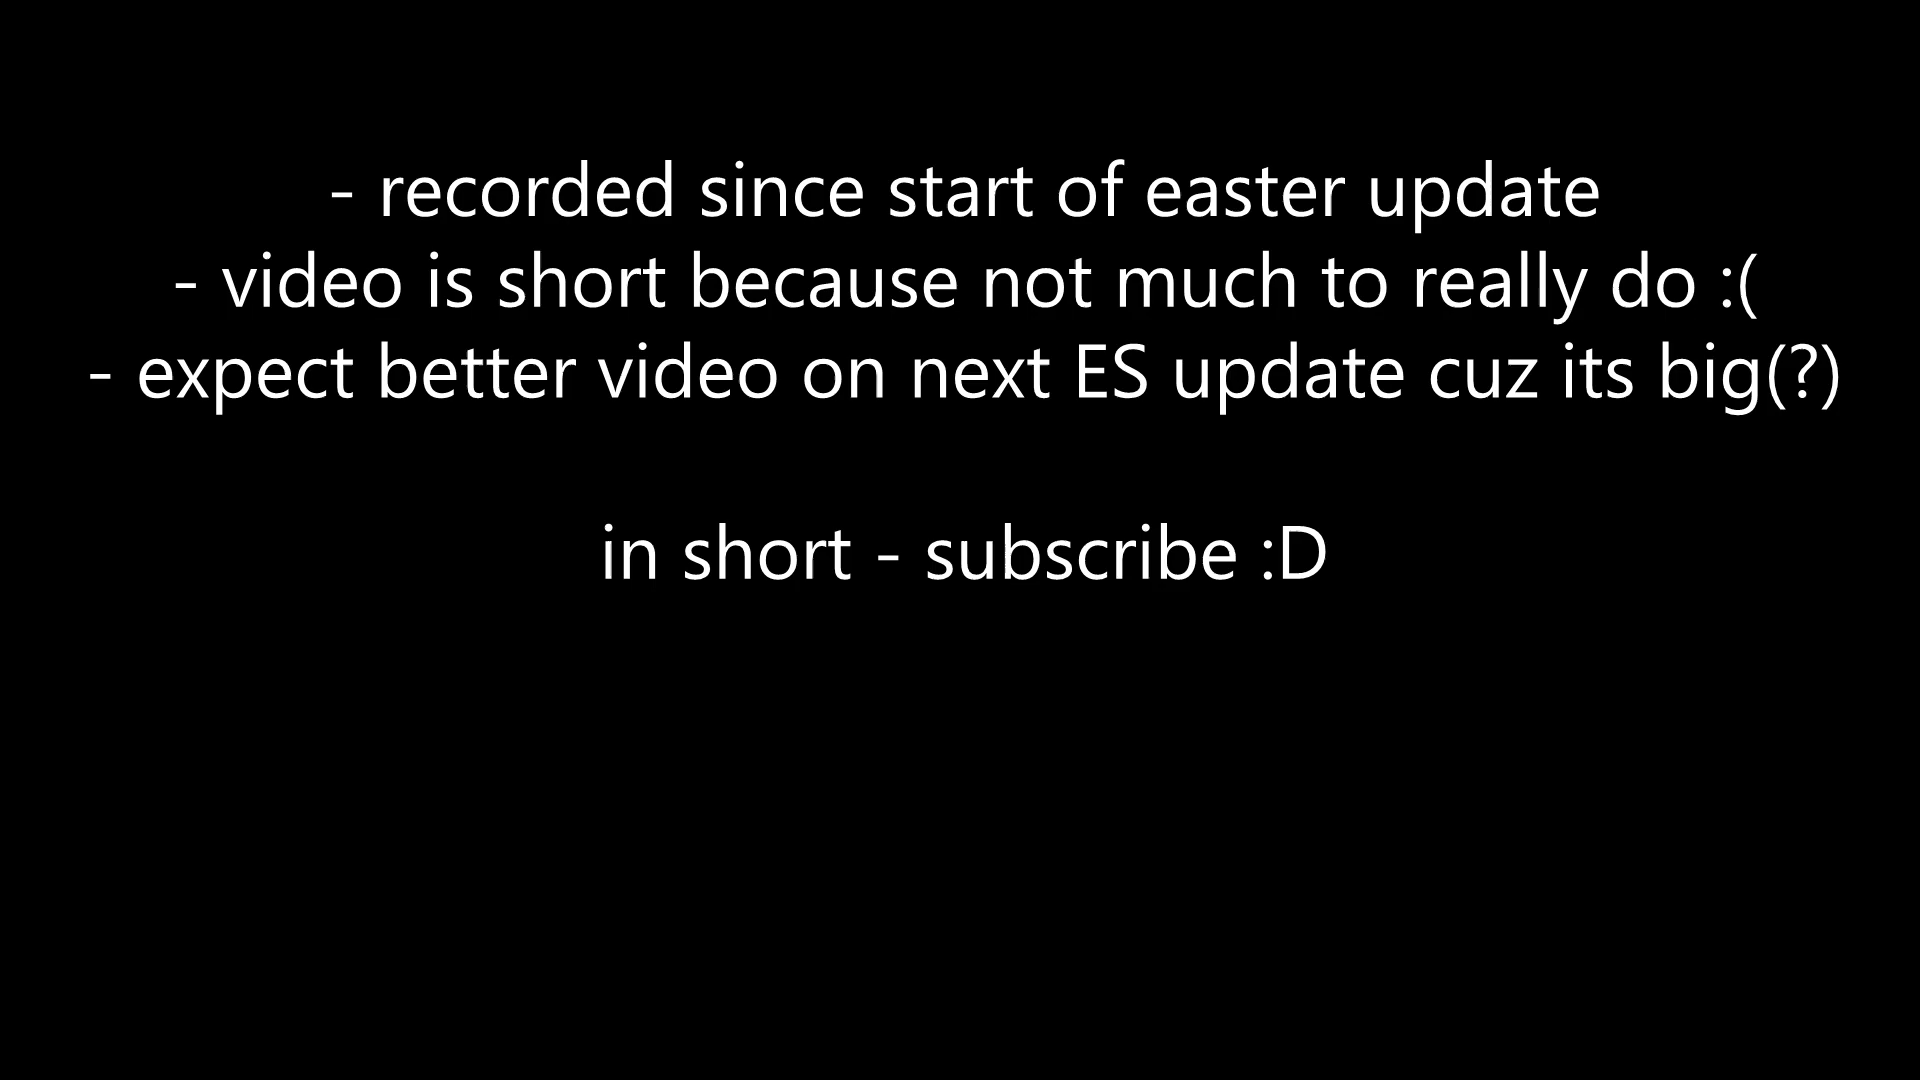 - recorded since start of easter update
- video is short because not much to really do :(
- expect better video on next ES update cuz its big(?)
in short - subscribe :D